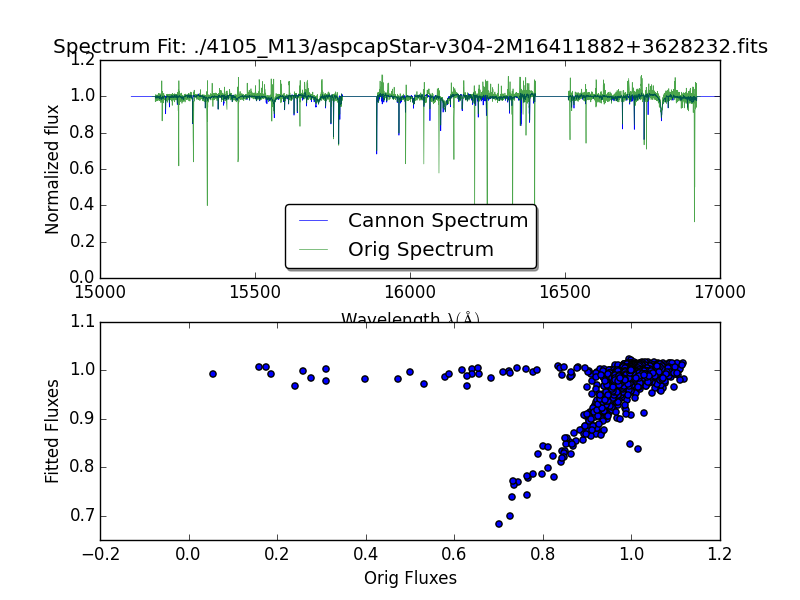 Spectrum Fit: ./4105_M13/aspcapStar-v304-2M16411882+3628232.fits
1.2
1.0
0.8
0.6
0.4
0.2
0.0
Normalized flux
Cannon Spectrum
Orig Spectrum
15000 15500 16000 16500 17000
Wavelength λ(Å)
1.1
1.0
0.9
0.8
0.7
Fitted Fluxes
−0.2 0.0 0.2 0.4 0.6 0.8 1.0 1.2
Orig Fluxes